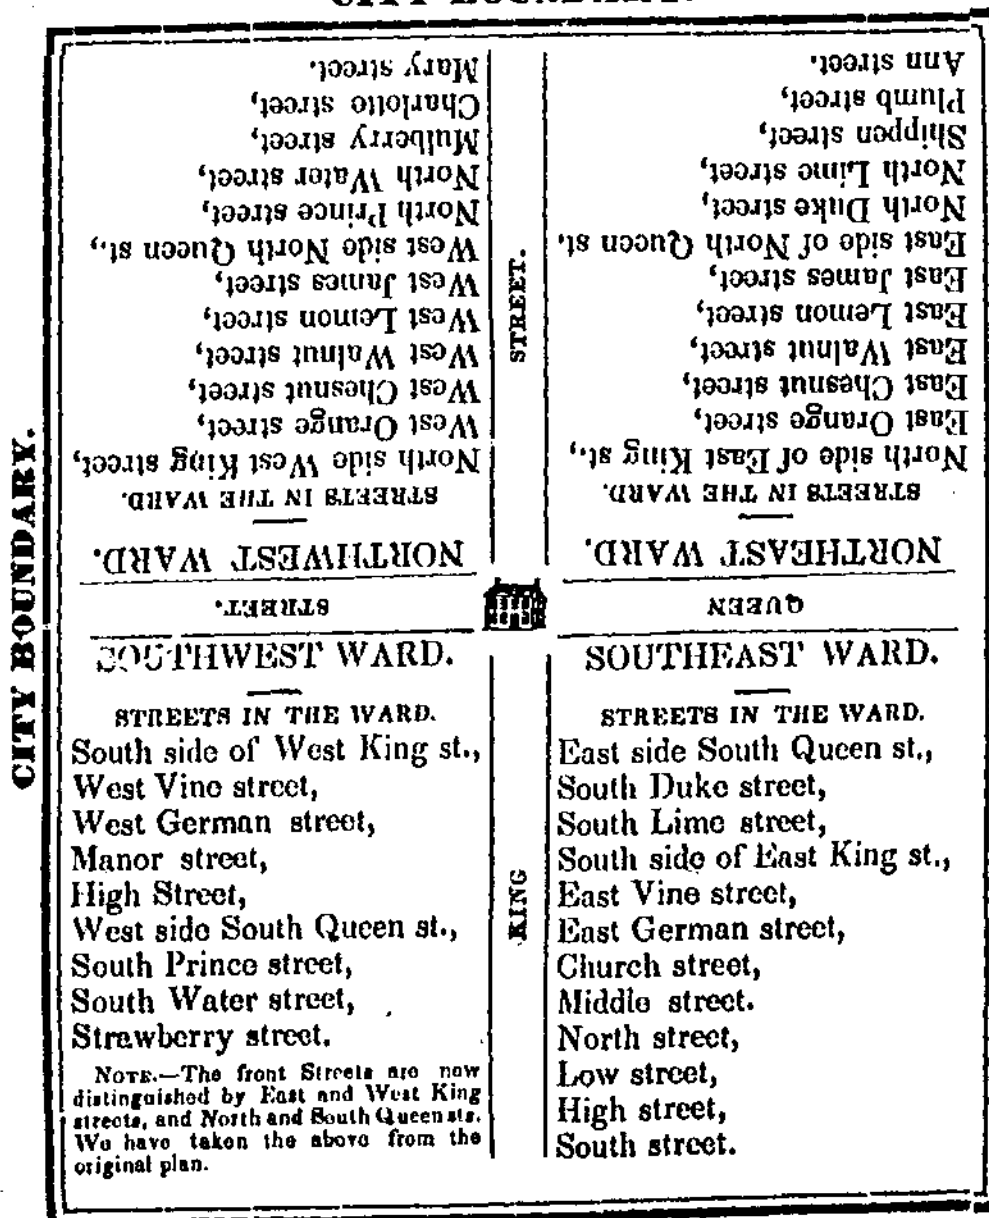 CITY BOUNDARY.
NORTHWEST WARD.
STREETS IN THE WARD.
North side West King street,
West Orange street,
West Chesnut street,
West Walnut street,
West Lemon street,
West James street,
West side North Queen st.,
North Prince street,
North Water street,
Mulberry street,
Charlotte street,
Mary street.
NORTHEAST WARD.
STREETS IN THE WARD.
North side of East King st.,
East Orange street,
East Chesnut street,
East Walnut street,
East Lemon street,
East James street,
East side of North Queen st,
North Duke street,
North Lime street,
Shippen street,
Plumb street,
Ann street.
STREET.
STREET.
QUEEN
KING
SOUTHWEST WARD.
STREETS IN THE WARD.
South side of West King st.,
West Vine street,
West German street,
Manor street,
High Street,
West side South Queen st.,
South Prince street,
South Water street,
Strawberry street.
NOTE.—The front Streets are now
distinguished by East and West King
streets, and North and South Queen sts.
We have taken the above from the
original plan.
SOUTHEAST WARD.
STREETS IN THE WARD.
East side South Queen st.,
South Duke street,
South Lime street,
South side of East King st.,
East Vine street,
East German street,
Church street,
Middle street.
North street,
Low street,
High street,
South street.